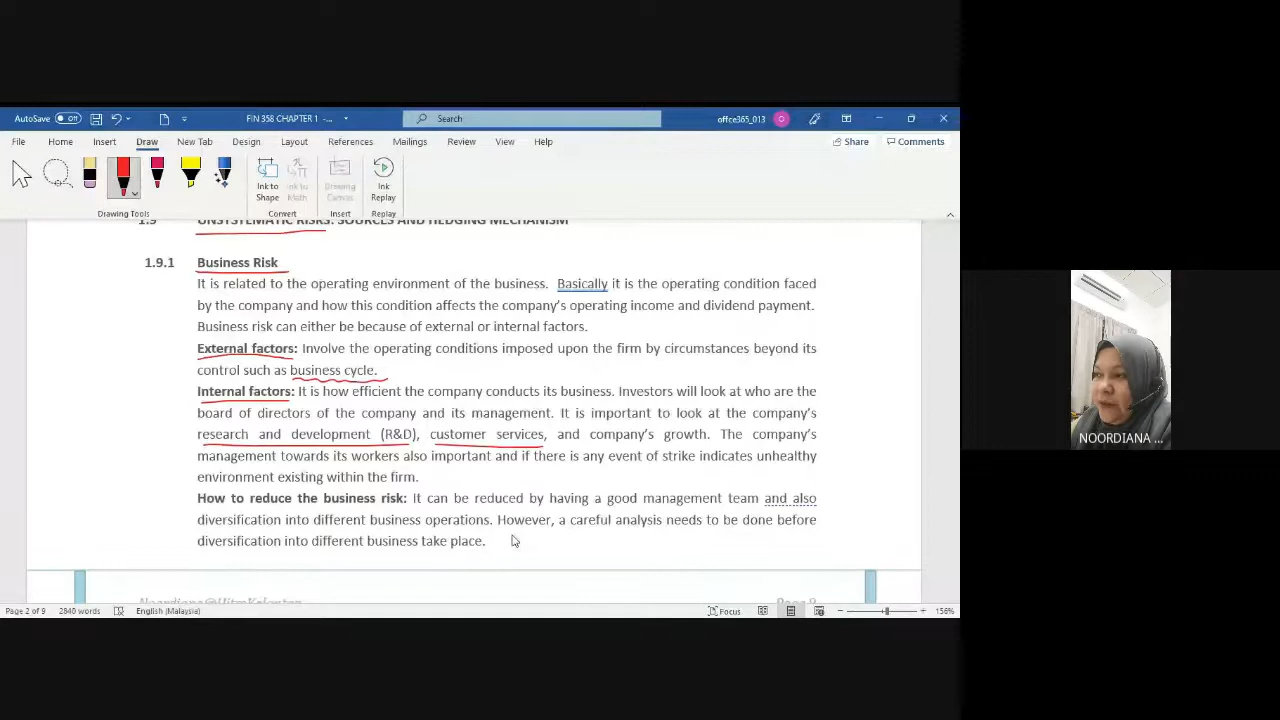 AutoSave Off FIN 358 CHAPTER 1 -... Search offce365_013
File Home Insert Draw New Tab Design Layout References Mailings Review View Help Share Comments
Ink to Shape Ink to Math Drawing Canvas Ink Replay
Drawing Tools Convert Insert Replay
1.9 UNSYSTEMATIC RISKS: SOURCES AND HEDGING MECHANISM
1.9.1 Business Risk
It is related to the operating environment of the business. Basically it is the operating condition faced
by the company and how this condition affects the company's operating income and dividend payment.
Business risk can either be because of external or internal factors.
External factors: Involve the operating conditions imposed upon the firm by circumstances beyond its
control such as business cycle.
Internal factors: It is how efficient the company conducts its business. Investors will look at who are the
board of directors of the company and its management. It is important to look at the company's
research and development (R&D), customer services, and company's growth. The company's
management towards its workers also important and if there is any event of strike indicates unhealthy
environment existing within the firm.
How to reduce the business risk: It can be reduced by having a good management team and also
diversification into different business operations. However, a careful analysis needs to be done before
diversification into different business take place.
Page 2 of 9 2840 words English (Malaysia) Focus 156%
NOORDIANA ...